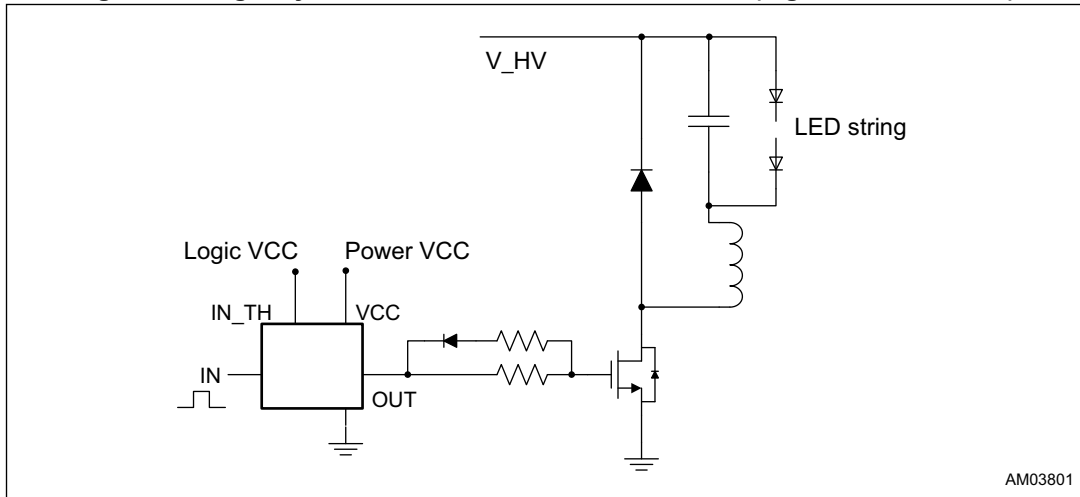 V_HV
LED string
Logic VCC
Power VCC
IN_TH
VCC
IN
OUT
AM03801